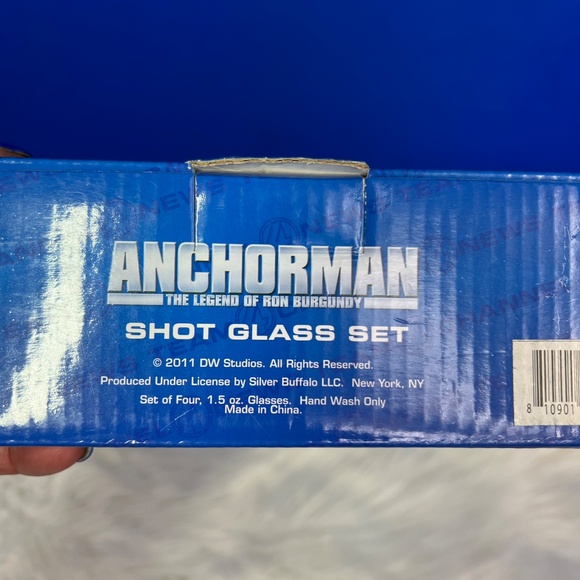 ANCHORMAN
THE LEGEND OF RON BURGUNDY
SHOT GLASS SET
© 2011 DW Studios. All Rights Reserved.
Produced Under License by Silver Buffalo LLC. New York, NY
Set of Four, 1.5 oz. Glasses. Hand Wash Only
Made in China.
8 10901